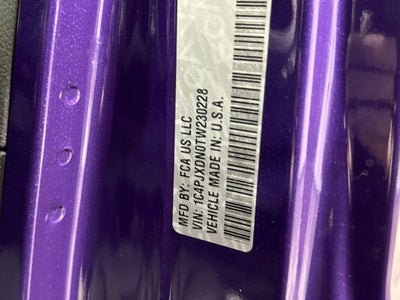 MFD BY: FCA US LLC
VIN: 1C4PJXDN0TW230228
VEHICLE MADE IN: U.S.A.